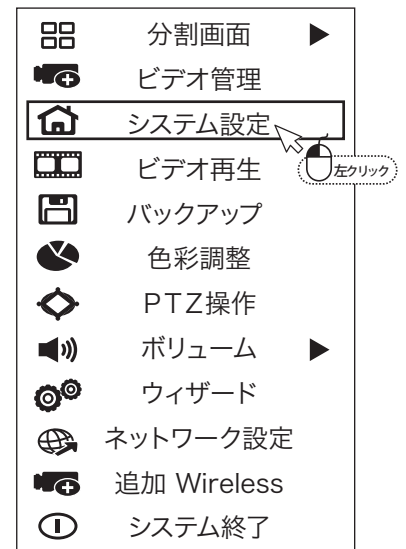 分割画面
ビデオ管理
システム設定
左クリック
ビデオ再生
バックアップ
色彩調整
PTZ操作
ボリューム
ウィザード
ネットワーク設定
追加 Wireless
システム終了